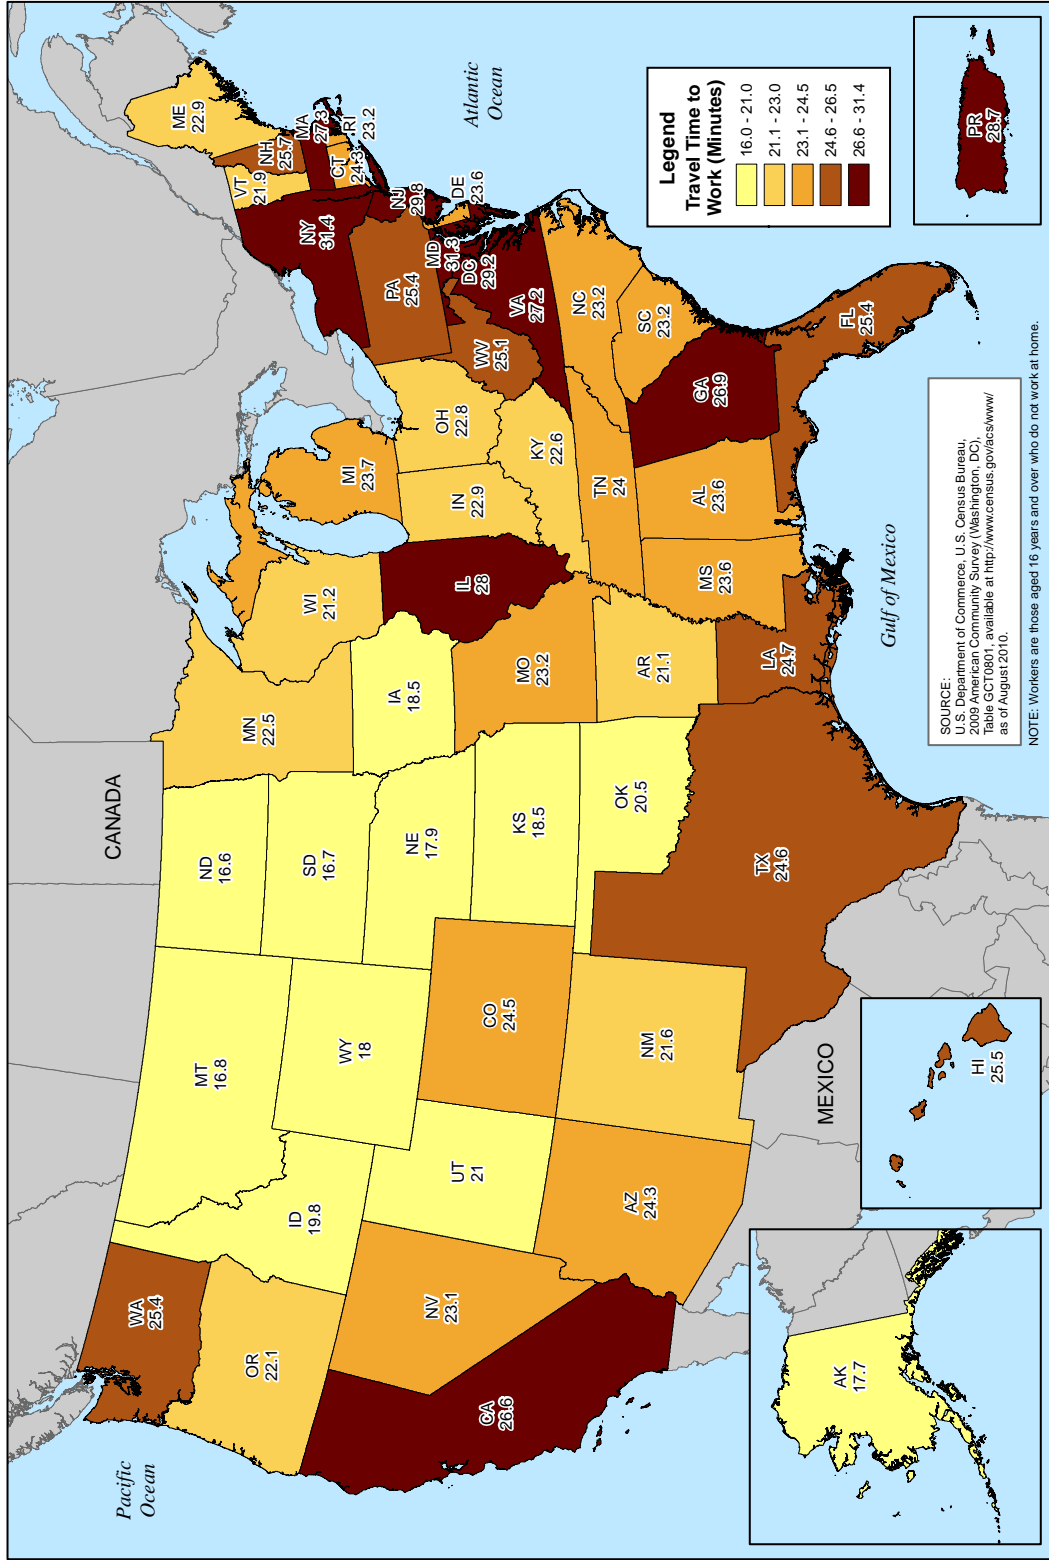 CANADA
Pacific
Ocean
WA
25.4
OR
22.1
CA
26.6
NV
23.1
ID
19.8
MT
16.8
WY
18
UT
21
AZ
24.3
CO
24.5
NM
21.6
ND
16.6
SD
16.7
NE
17.9
KS
18.5
OK
20.5
TX
24.6
MN
22.5
IA
18.5
MO
23.2
AR
21.1
LA
24.7
WI
21.2
IL
28
MI
23.7
IN
22.9
OH
22.8
KY
22.6
TN
24
MS
23.6
AL
23.6
GA
26.9
FL
25.4
SC
23.2
NC
23.2
VA
27.2
WV
25.1
PA
25.4
NY
31.4
VT
21.9
NH
25.7
ME
22.9
MA
27.3
RI
23.2
CT
24.3
NJ
29.8
DE
23.6
MD
31.3
DC
29.2
Atlantic
Ocean
Gulf of Mexico
MEXICO
AK
17.7
HI
25.5
PR
28.7
Legend
Travel Time to
Work (Minutes)
16.0 - 21.0
21.1 - 23.0
23.1 - 24.5
24.6 - 26.5
26.6 - 31.4
SOURCE:
U.S. Department of Commerce, U.S. Census Bureau,
2009 American Community Survey (Washington, DC),
Table GCT0801, available at http://www.census.gov/acs/www/
as of August 2010.
NOTE: Workers are those aged 16 years and over who do not work at home.